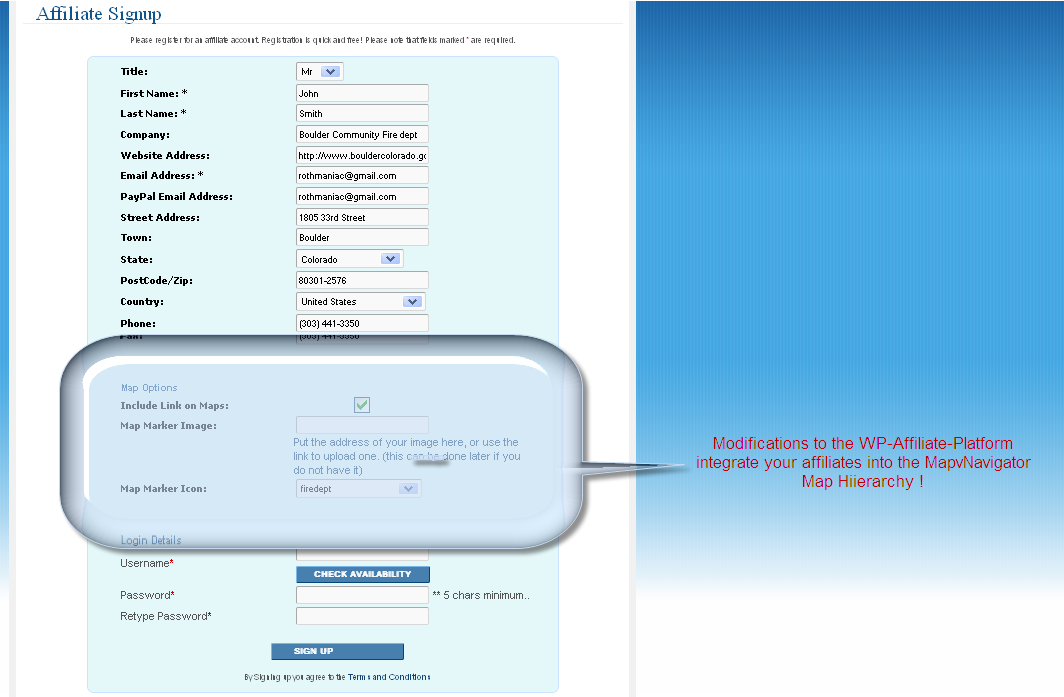 Affiliate Signup
Please register for an affiliate account. Registration is quick and free! Please note that fields marked * are required.
Title: Mr
First Name: * John
Last Name: * Smith
Company: Boulder Community Fire dept
Website Address: http://www.bouldercolorado.go
Email Address: * rothmaniac@gmail.com
PayPal Email Address: rothmaniac@gmail.com
Street Address: 1805 33rd Street
Town: Boulder
State: Colorado
PostCode/Zip: 80301-2576
Country: United States
Phone: (303) 441-3350
Fax: (303) 441-3350
Map Options
Include Link on Maps:
Map Marker Image:
Put the address of your image here, or use the
link to upload one. (this can be done later if you
do not have it)
Map Marker Icon: firedept
Modifications to the WP-Affiliate-Platform
integrate your affiliates into the MapvNavigator
Map Hiierarchy !
Login Details
Username*
CHECK AVAILABILITY
Password* ** 5 chars minimum..
Retype Password*
SIGN UP
By Signing up you agree to the Terms and Conditions